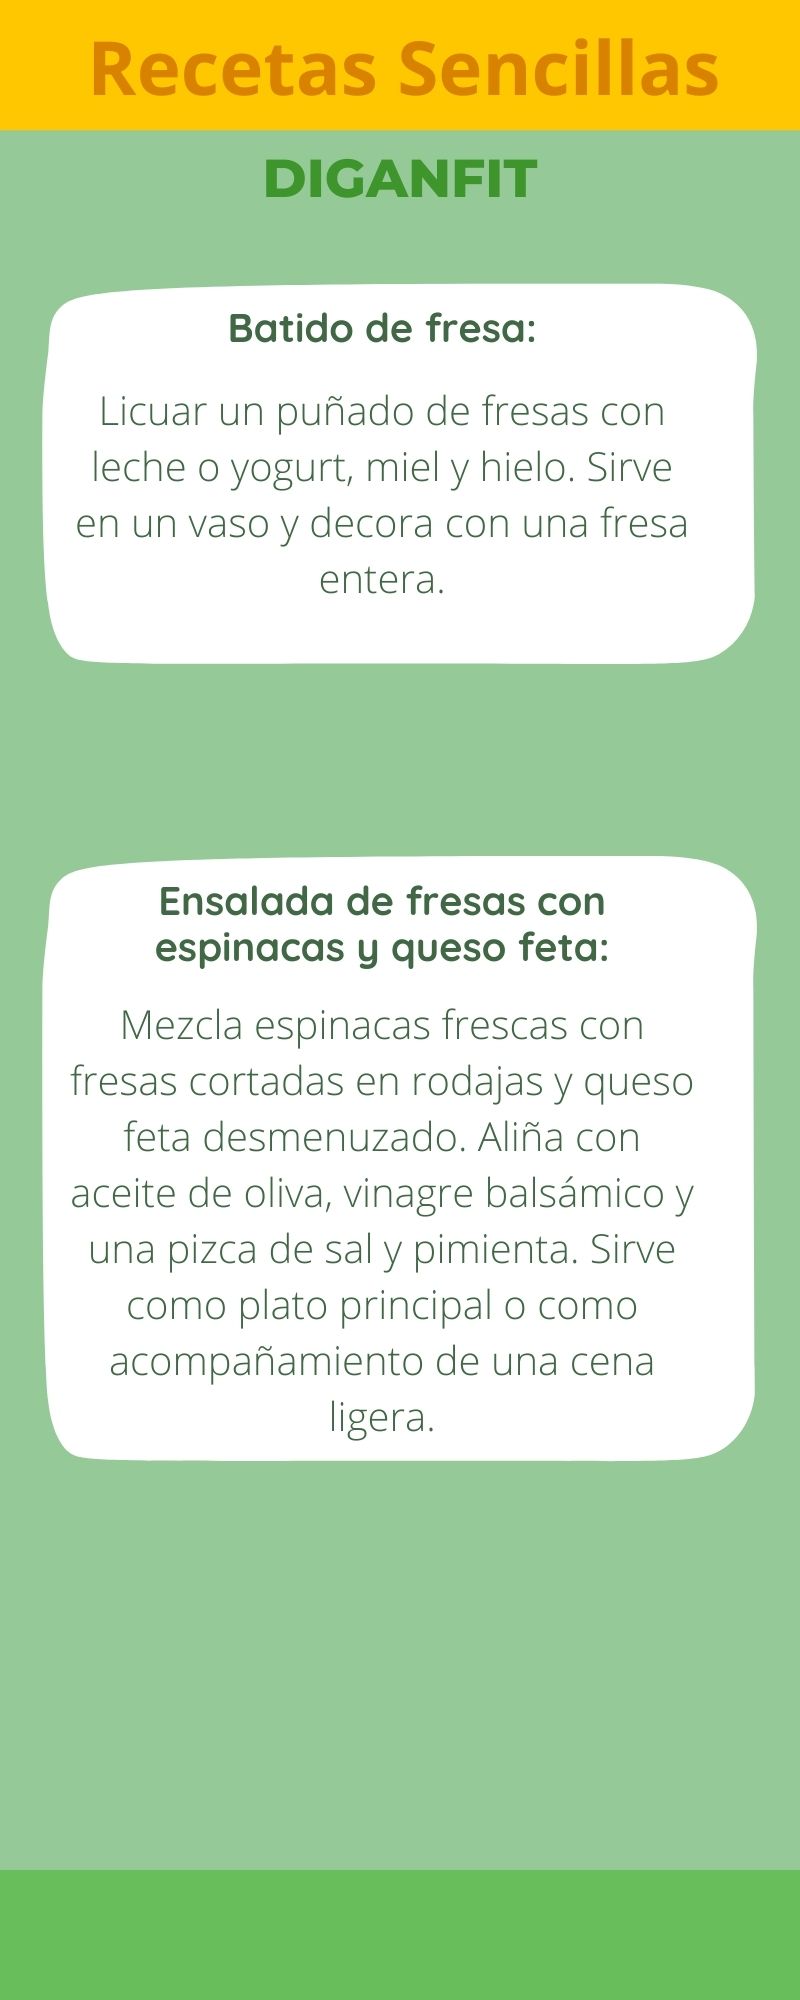 Recetas Sencillas
DIGANFIT
Batido de fresa:
Licuar un puñado de fresas con
leche o yogurt, miel y hielo. Sirve
en un vaso y decora con una fresa
entera.
Ensalada de fresas con
espinacas y queso feta:
Mezcla espinacas frescas con
fresas cortadas en rodajas y queso
feta desmenuzado. Aliña con
aceite de oliva, vinagre balsámico y
una pizca de sal y pimienta. Sirve
como plato principal o como
acompañamiento de una cena
ligera.